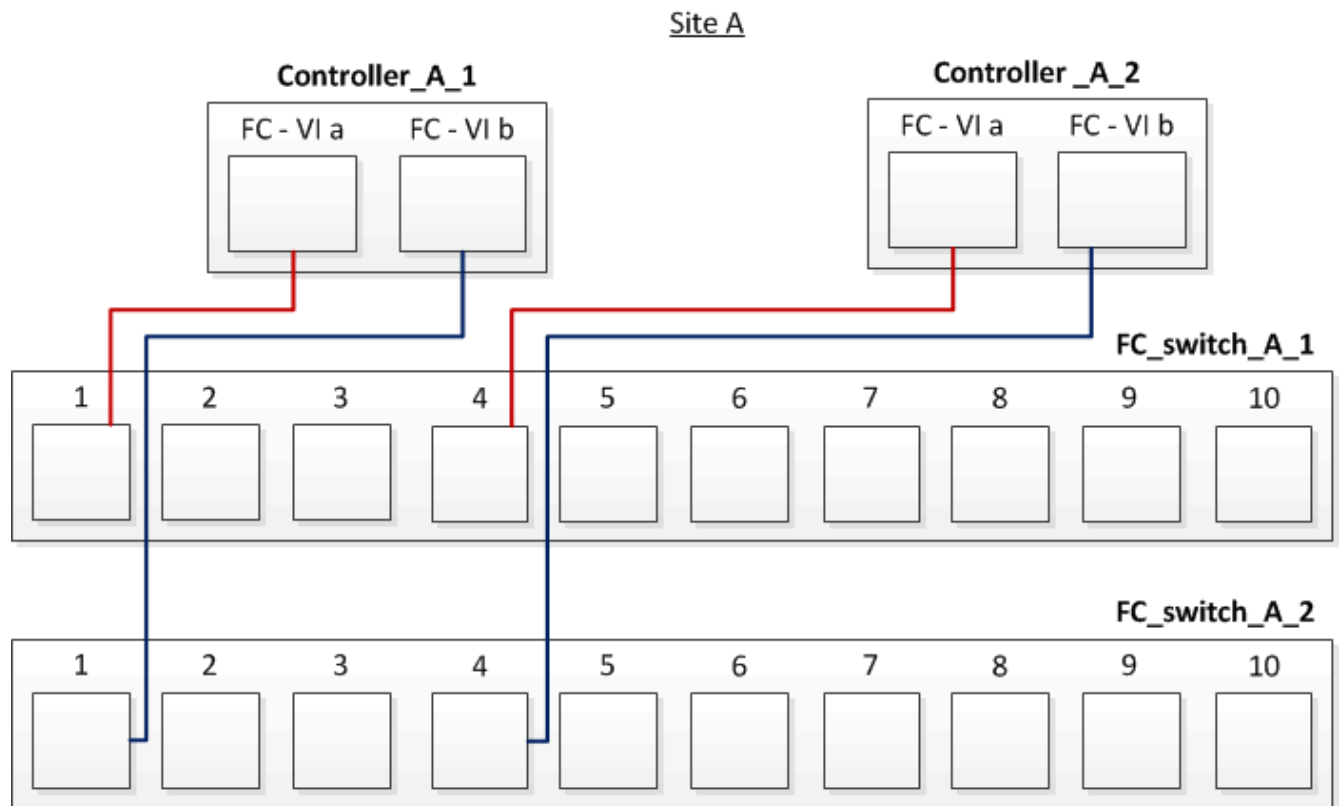 Site A
Controller_A_1
Controller _A_2
FC - VI a FC - VI b
FC - VI a FC - VI b
FC_switch_A_1
1 2 3 4 5 6 7 8 9 10
FC_switch_A_2
1 2 3 4 5 6 7 8 9 10